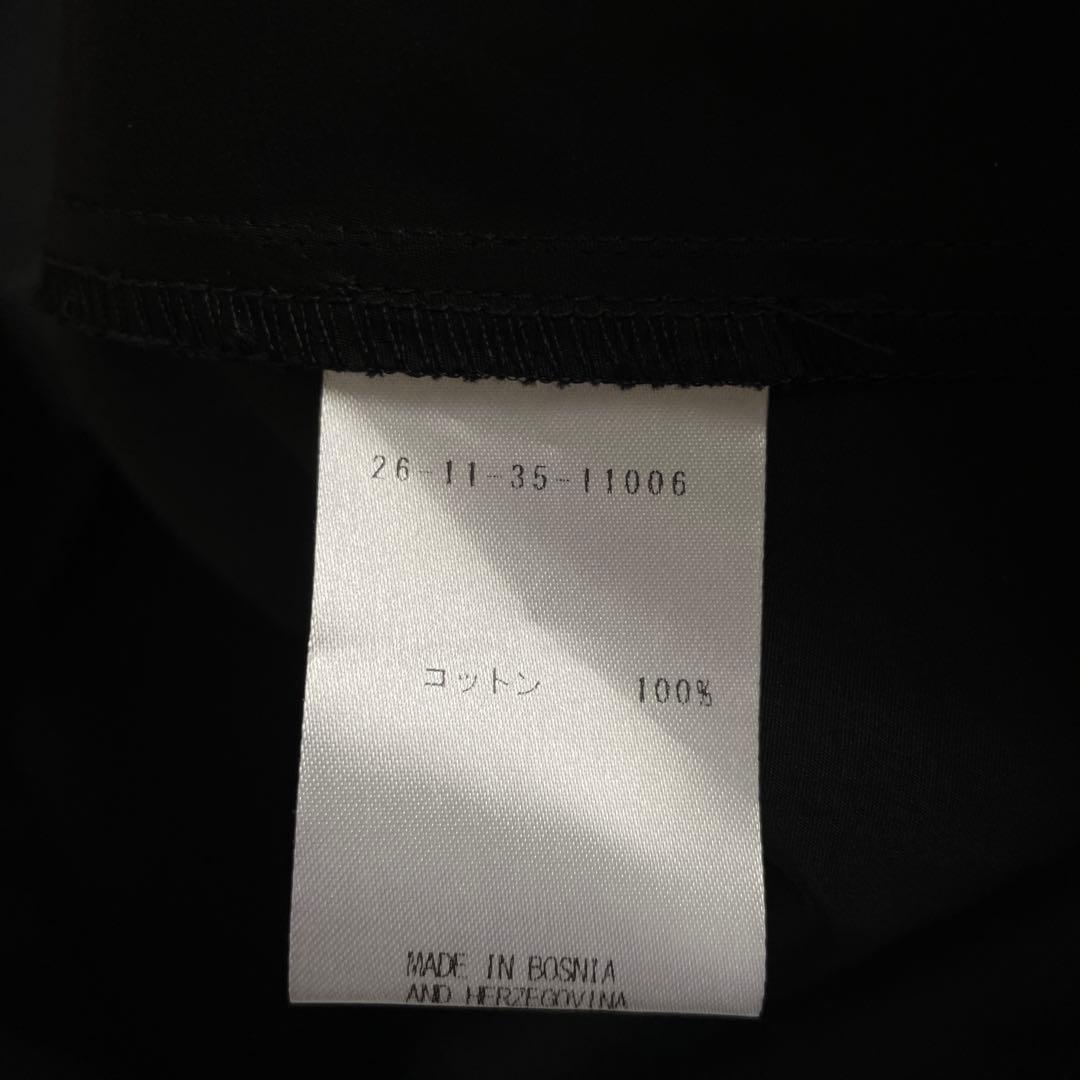 26-11-35-11006
コットン 100%
MADE IN BOSNIA
AND HERZEGOVINA